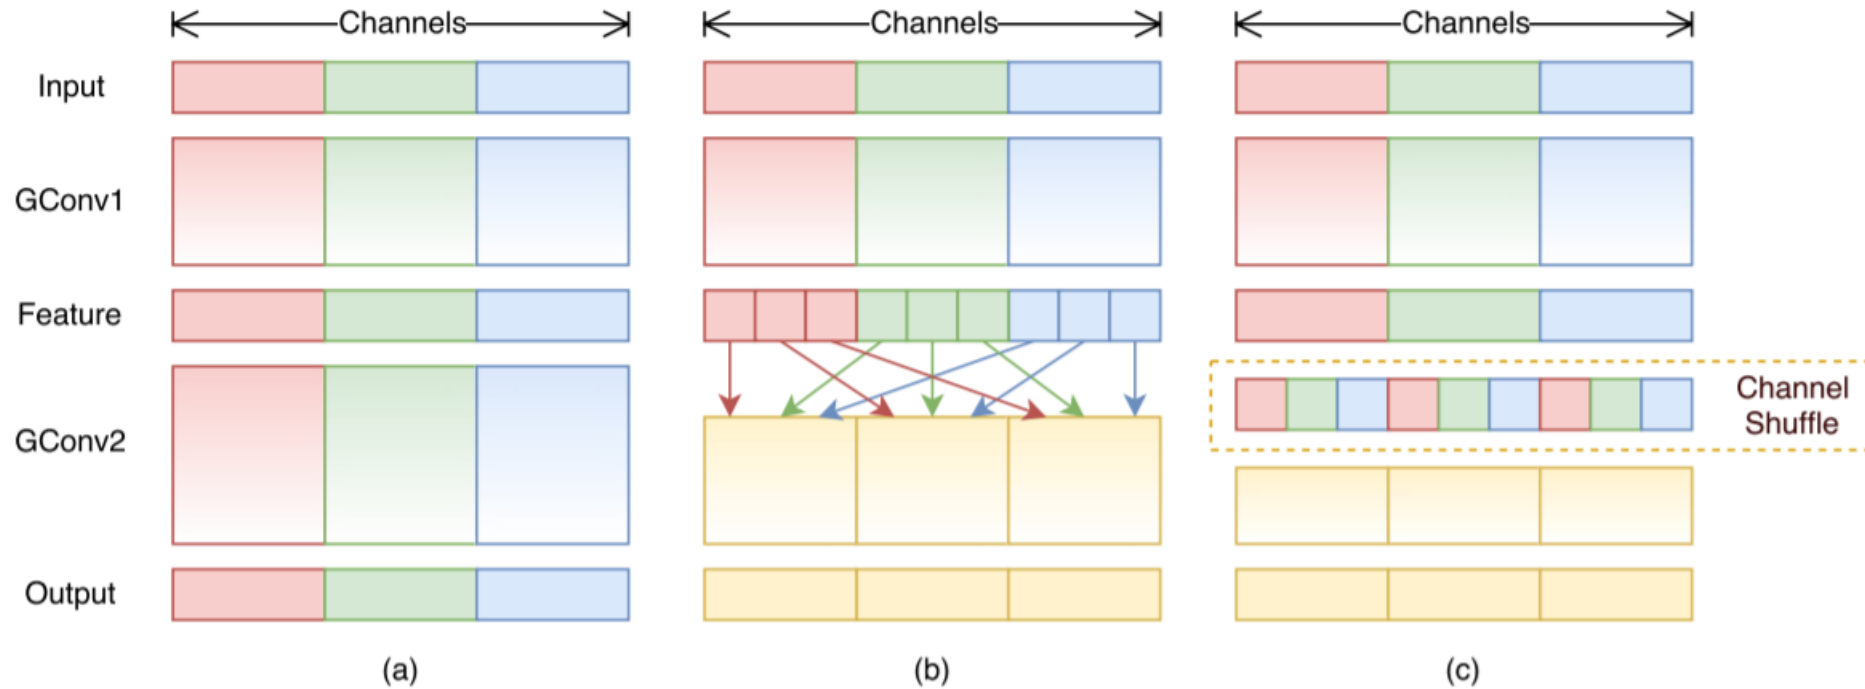 Channels
Channels
Channels
Input
GConv1
Feature
GConv2
Output
Channel
Shuffle
(a)
(b)
(c)